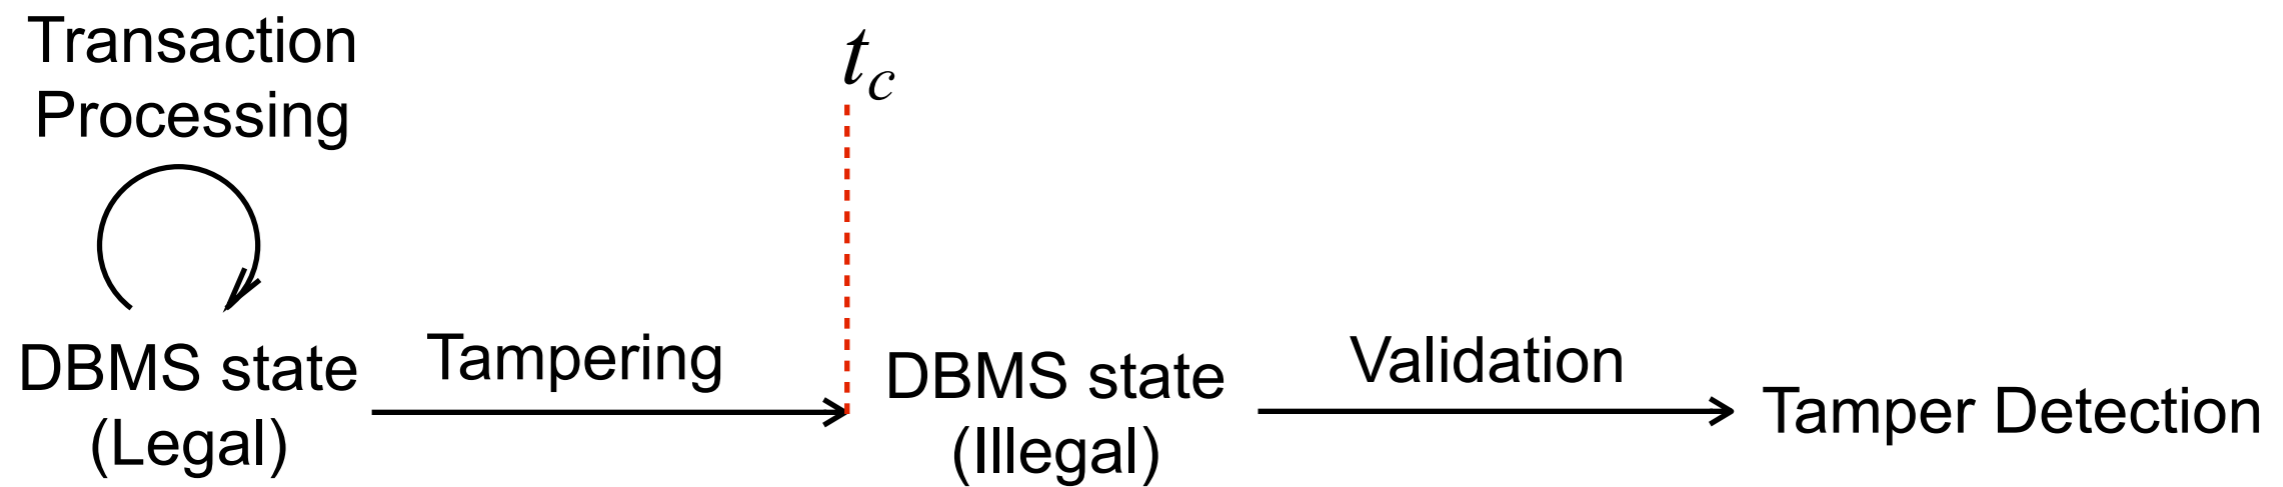 Transaction
Processing
t_c
DBMS state
(Legal)
Tampering
DBMS state
(Illegal)
Validation
Tamper Detection